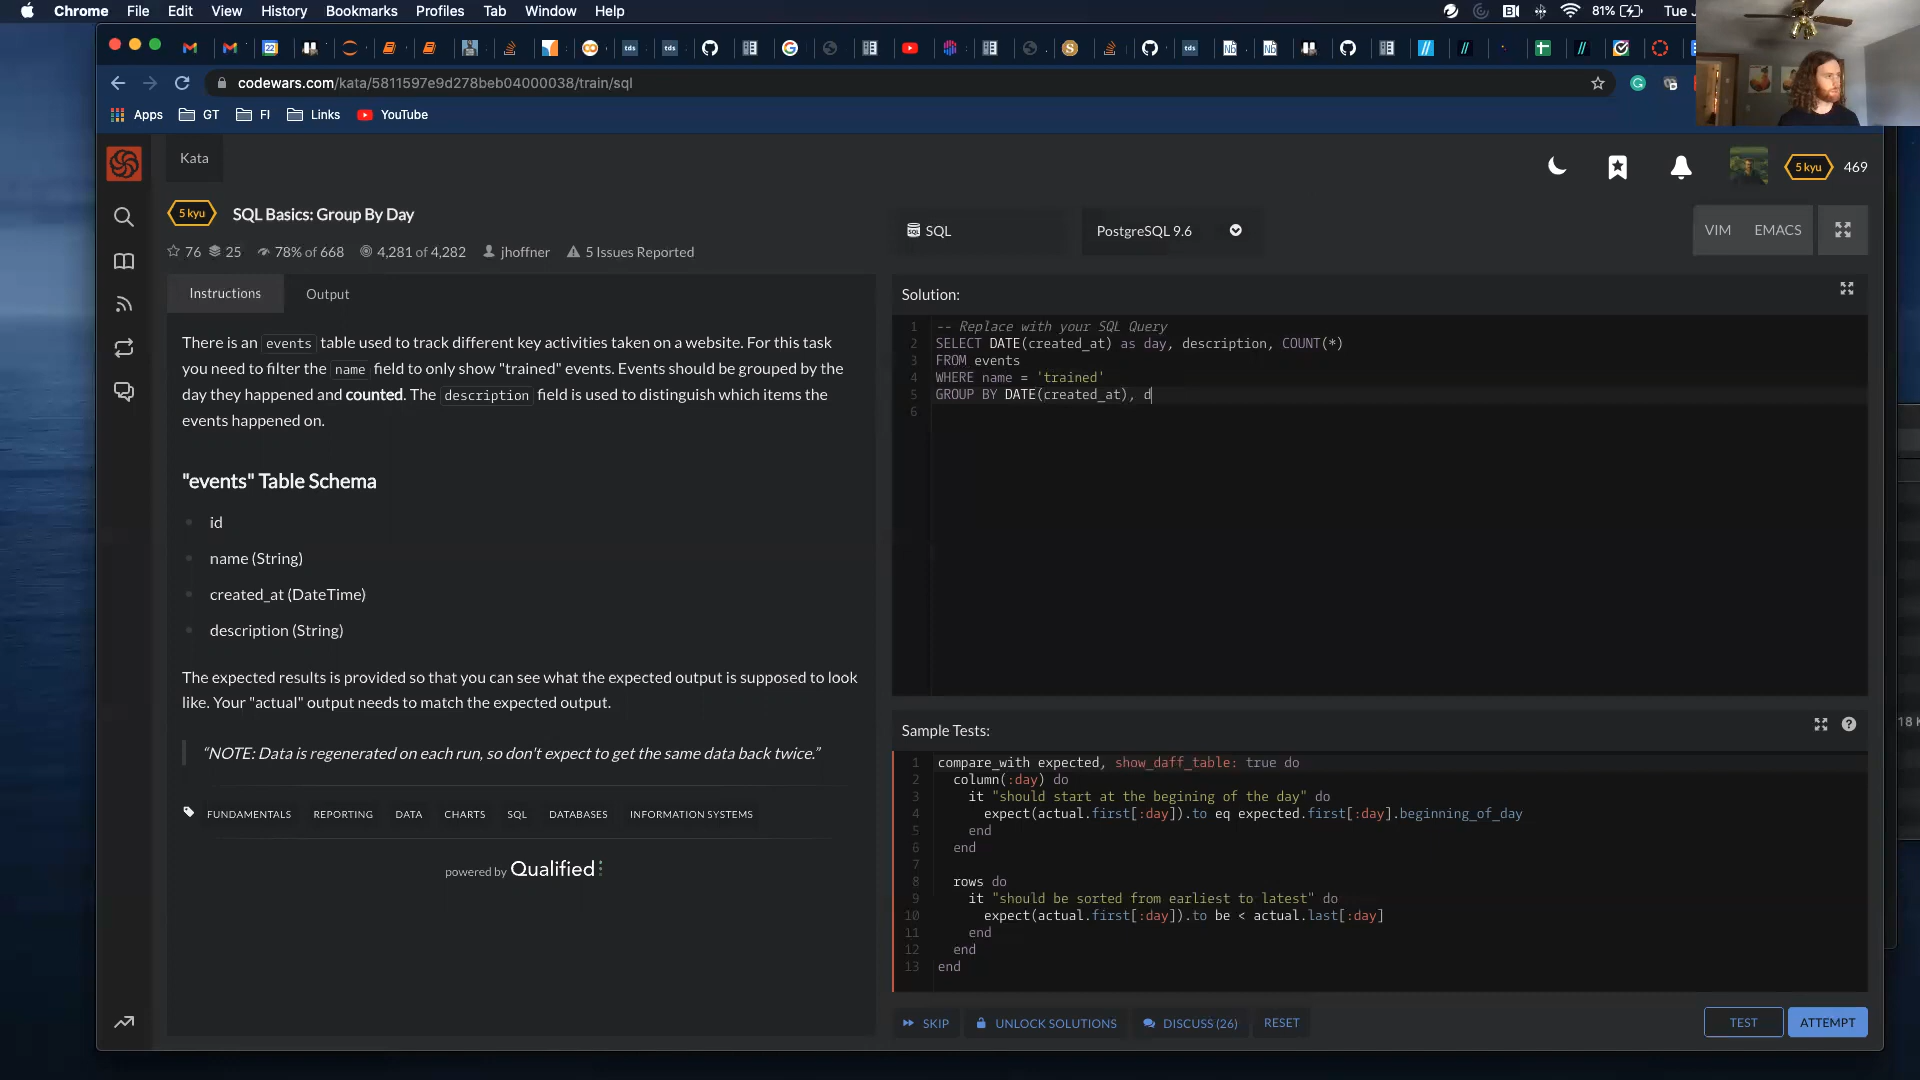 Chrome File Edit View History Bookmarks Profiles Tab Window Help 81% Tue
codewars.com/kata/5811597e9d278beb04000038/train/sql
Apps GT FI Links YouTube
Kata
5 kyu 469
5 kyu SQL Basics: Group By Day
SQL PostgreSQL 9.6 VIM EMACS
76 25 78% of 668 4,281 of 4,282 jhoffner 5 Issues Reported
Instructions Output
There is an events table used to track different key activities taken on a website. For this task
you need to filter the name field to only show "trained" events. Events should be grouped by the
day they happened and counted. The description field is used to distinguish which items the
events happened on.
"events" Table Schema
id
name (String)
created_at (DateTime)
description (String)
The expected results is provided so that you can see what the expected output is supposed to look
like. Your "actual" output needs to match the expected output.
“NOTE: Data is regenerated on each run, so don't expect to get the same data back twice.”
FUNDAMENTALS REPORTING DATA CHARTS SQL DATABASES INFORMATION SYSTEMS
powered by Qualified
Solution:
1 -- Replace with your SQL Query
2 SELECT DATE(created_at) as day, description, COUNT(*)
3 FROM events
4 WHERE name = 'trained'
5 GROUP BY DATE(created_at), d
6
Sample Tests:
1 compare_with expected, show_daff_table: true do
2 column(:day) do
3 it "should start at the begining of the day" do
4 expect(actual.first[:day]).to eq expected.first[:day].beginning_of_day
5 end
6 end
7
8 rows do
9 it "should be sorted from earliest to latest" do
10 expect(actual.first[:day]).to be < actual.last[:day]
11 end
12 end
13 end
SKIP UNLOCK SOLUTIONS DISCUSS (26) RESET TEST ATTEMPT
18